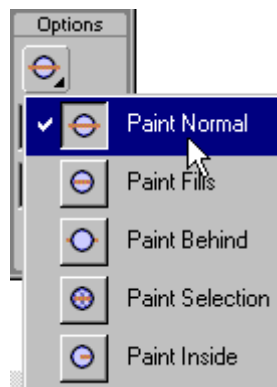 Options
Paint Normal
Paint Fills
Paint Behind
Paint Selection
Paint Inside